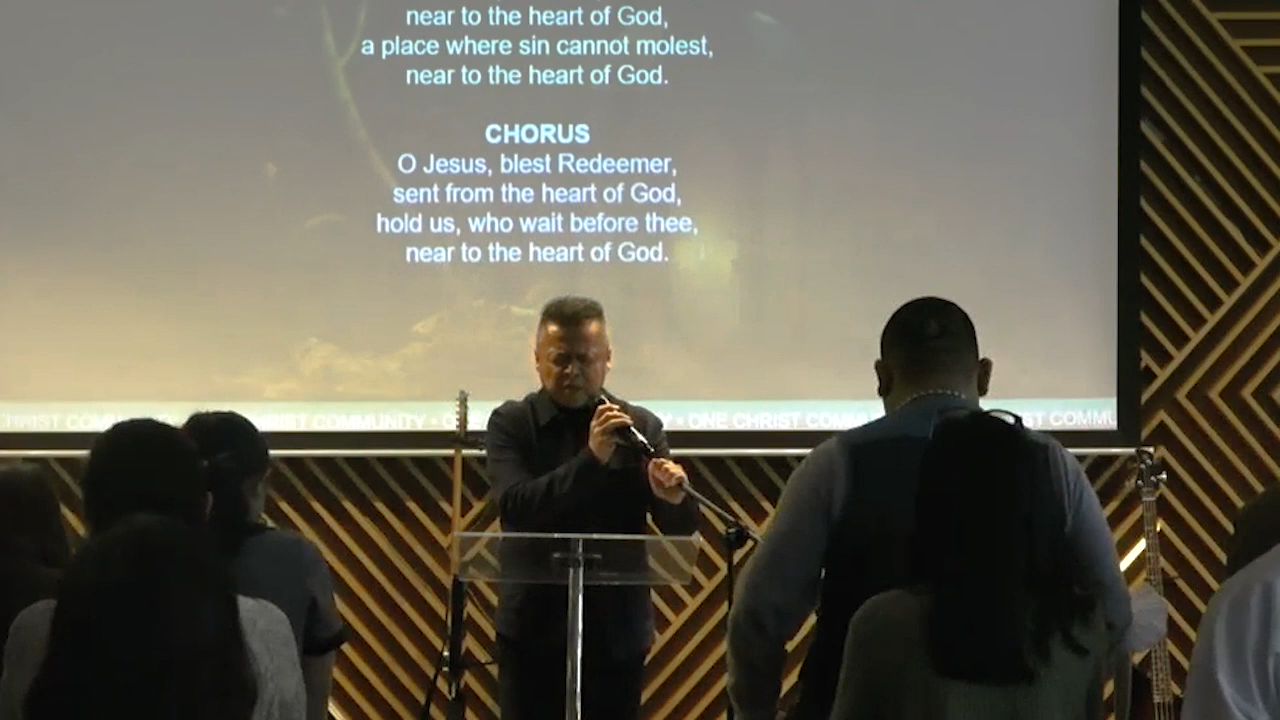 near to the heart of God,
a place where sin cannot molest,
near to the heart of God.
CHORUS
O Jesus, blest Redeemer,
sent from the heart of God,
hold us, who wait before thee,
near to the heart of God.
CHRIST COMMUNITY • ONE CHRIST COMMU